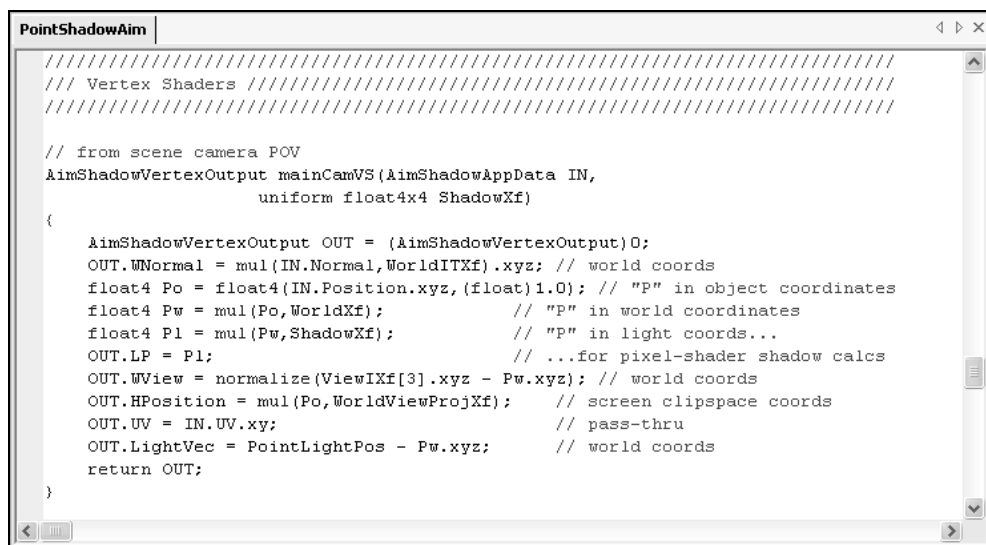 PointShadowAim
////////////////////////////////////////////////////////////////////////////////
/// Vertex Shaders /////////////////////////////////////////////////////////////
////////////////////////////////////////////////////////////////////////////////
// from scene camera POV
AimShadowVertexOutput mainCamVS(AimShadowAppData IN,
uniform float4x4 ShadowXf)
{
AimShadowVertexOutput OUT = (AimShadowVertexOutput)0;
OUT.WNormal = mul(IN.Normal,WorldITXf).xyz; // world coords
float4 Po = float4(IN.Position.xyz,(float)1.0); // "P" in object coordinates
float4 Pw = mul(Po,WorldXf); // "P" in world coordinates
float4 Pl = mul(Pw,ShadowXf); // "P" in light coords...
OUT.LP = Pl; // ...for pixel-shader shadow calcs
OUT.WView = normalize(ViewIXf[3].xyz - Pw.xyz); // world coords
OUT.HPosition = mul(Po,WorldViewProjXf); // screen clipspace coords
OUT.UV = IN.UV.xy; // pass-thru
OUT.LightVec = PointLightPos - Pw.xyz; // world coords
return OUT;
}